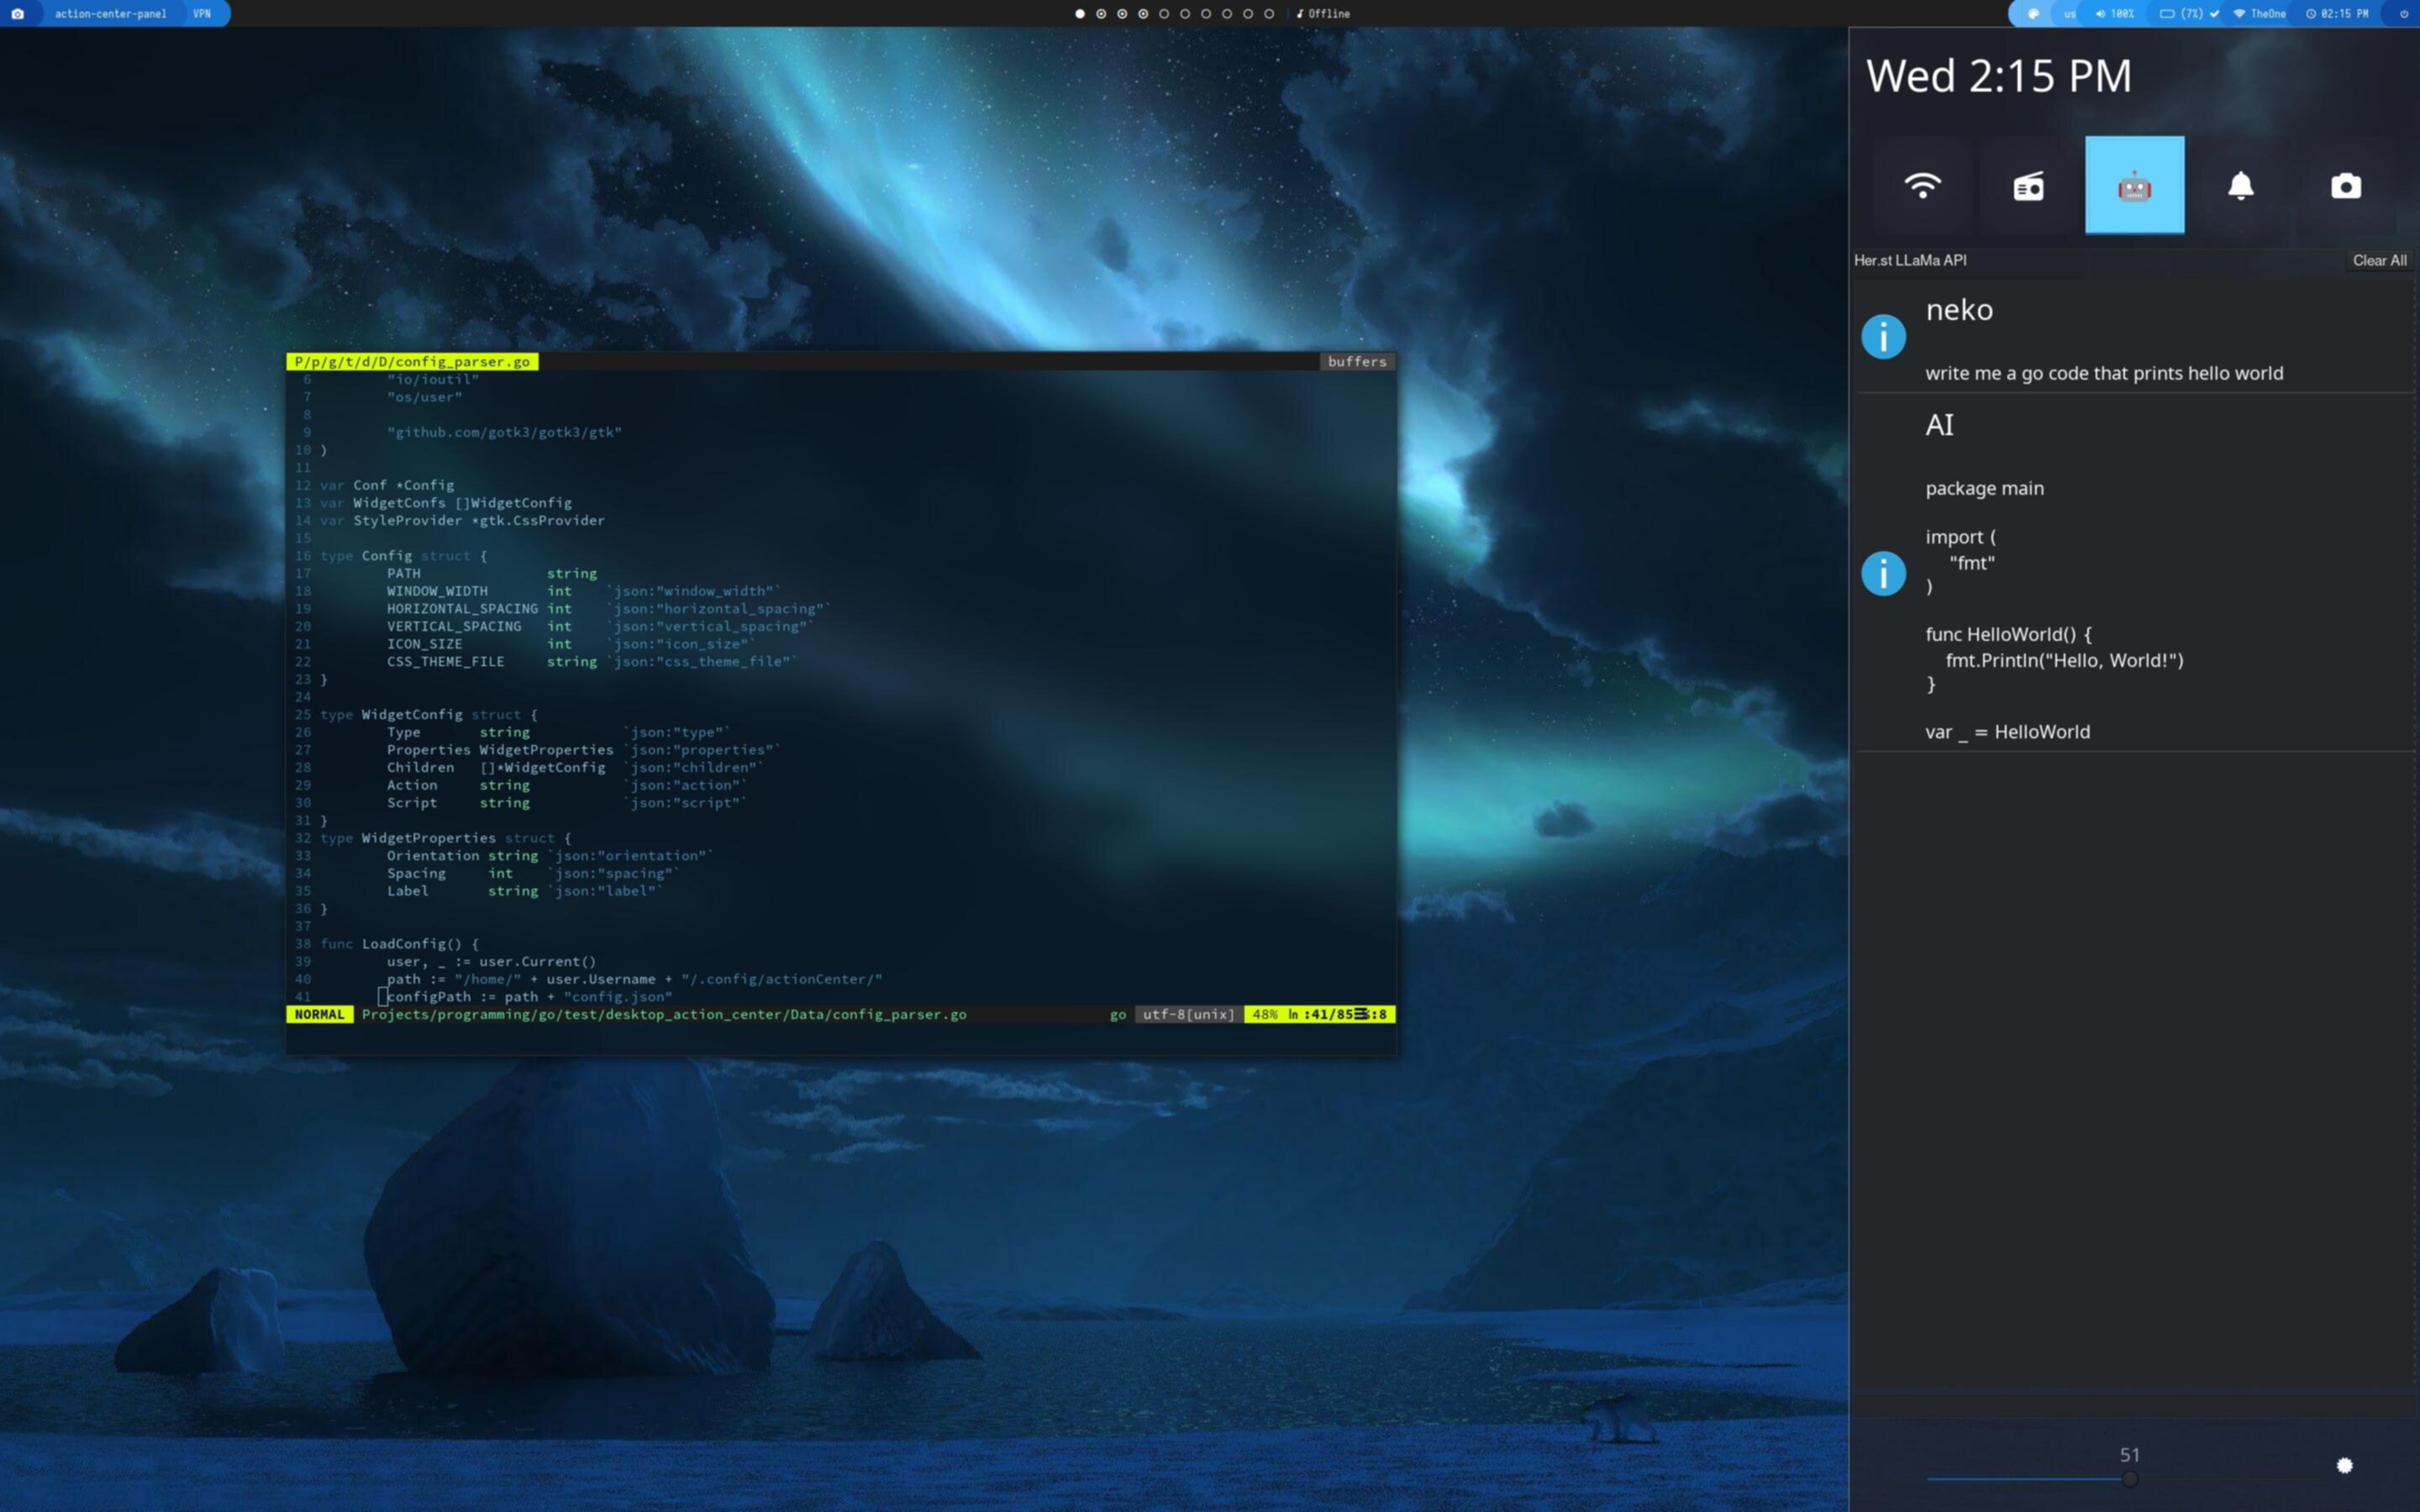 action-center-panel VPN
Offline
us 100% (7%) TheOne 02:15 PM
P/p/g/t/d/D/config_parser.go buffers
6 "io/ioutil"
7 "os/user"
8
9 "github.com/gotk3/gotk3/gtk"
10 )
11
12 var Conf *Config
13 var WidgetConfs []WidgetConfig
14 var StyleProvider *gtk.CssProvider
15
16 type Config struct {
17 PATH string
18 WINDOW_WIDTH int `json:"window_width"`
19 HORIZONTAL_SPACING int `json:"horizontal_spacing"`
20 VERTICAL_SPACING int `json:"vertical_spacing"`
21 ICON_SIZE int `json:"icon_size"`
22 CSS_THEME_FILE string `json:"css_theme_file"`
23 }
24
25 type WidgetConfig struct {
26 Type string `json:"type"`
27 Properties WidgetProperties `json:"properties"`
28 Children []*WidgetConfig `json:"children"`
29 Action string `json:"action"`
30 Script string `json:"script"`
31 }
32 type WidgetProperties struct {
33 Orientation string `json:"orientation"`
34 Spacing int `json:"spacing"`
35 Label string `json:"label"`
36 }
37
38 func LoadConfig() {
39 user, _ := user.Current()
40 path := "/home/" + user.Username + "/.config/actionCenter/"
41 configPath := path + "config.json"
NORMAL Projects/programming/go/test/desktop_action_center/Data/config_parser.go go utf-8[unix] 48% ln :41/85☰:8
Wed 2:15 PM
Her.st LLaMa API Clear All
neko
write me a go code that prints hello world
AI
package main
import (
"fmt"
)
func HelloWorld() {
fmt.Println("Hello, World!")
}
var _ = HelloWorld
51